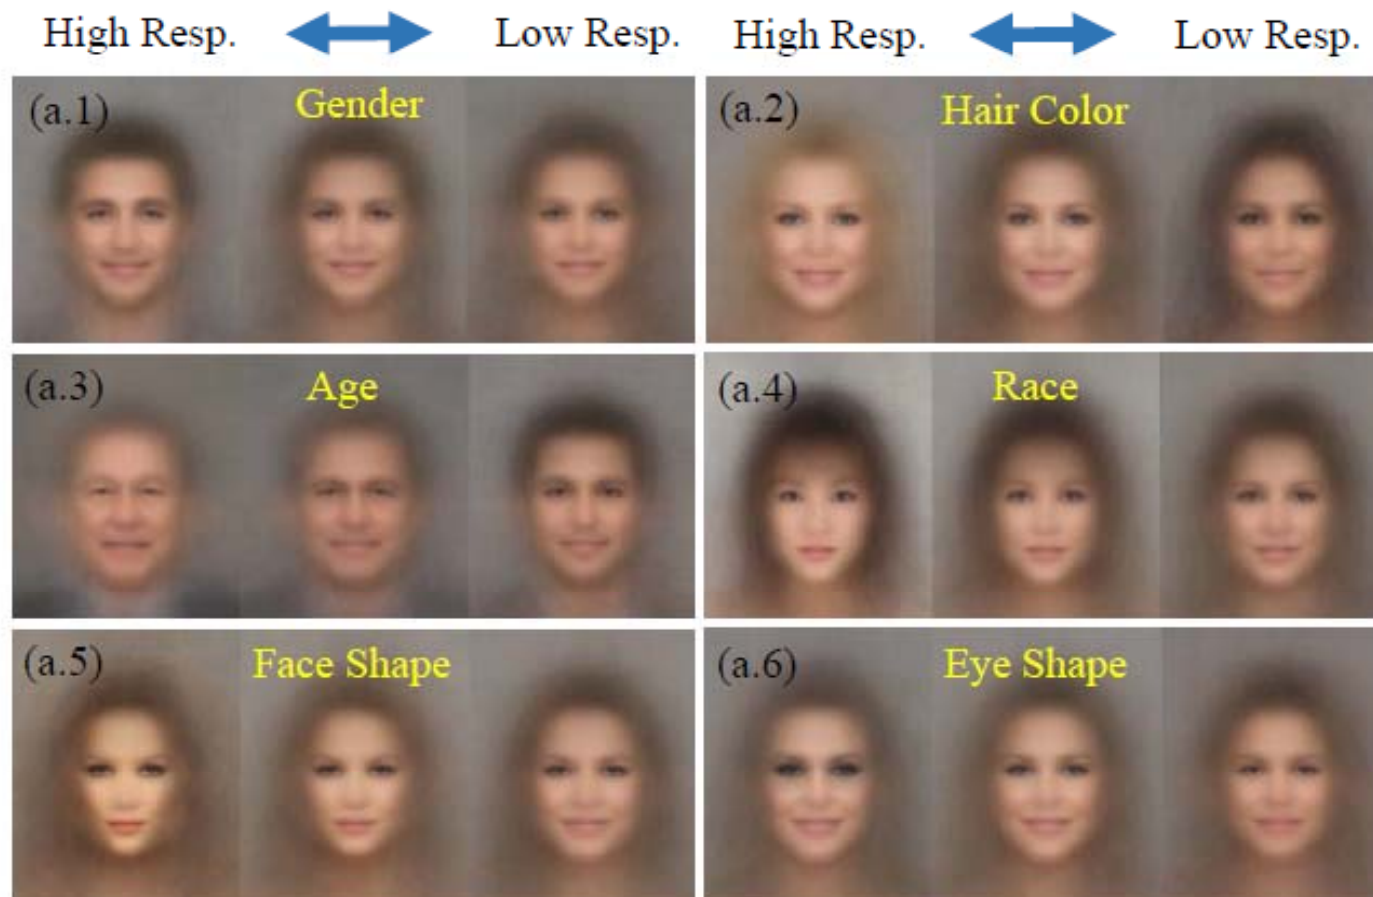 High Resp. Low Resp. High Resp. Low Resp.
(a.1) Gender (a.2) Hair Color
(a.3) Age (a.4) Race
(a.5) Face Shape (a.6) Eye Shape